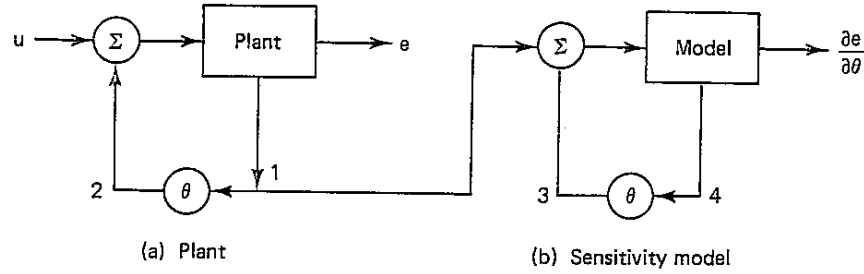 u
Σ
Plant
e
Σ
Model
∂e
∂θ
1
2
θ
3
θ
4
(a) Plant
(b) Sensitivity model